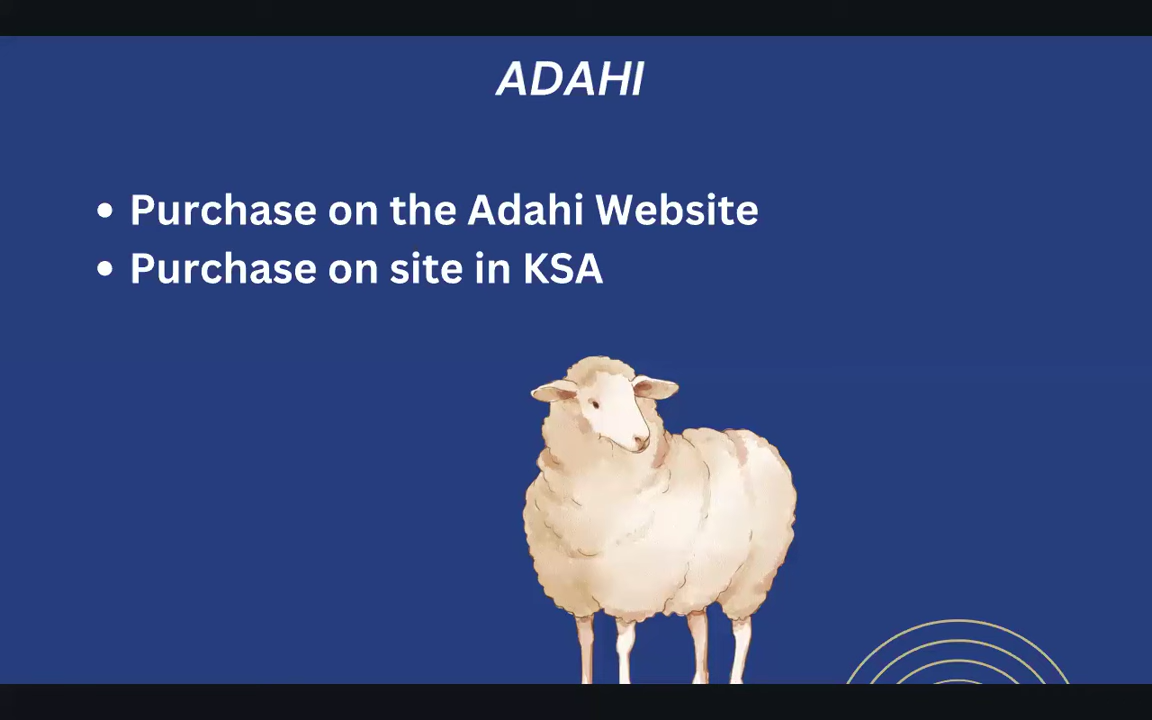 ADAHI
• Purchase on the Adahi Website
• Purchase on site in KSA